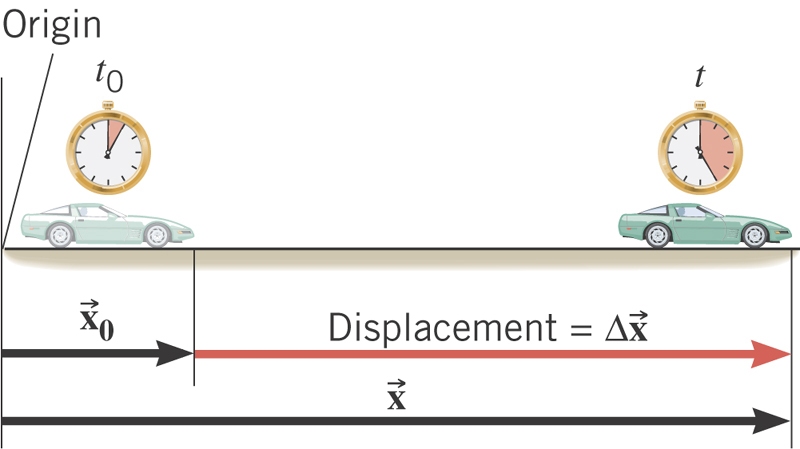 Origin
t₀
t
x⃗₀
Displacement = Δx⃗
x⃗